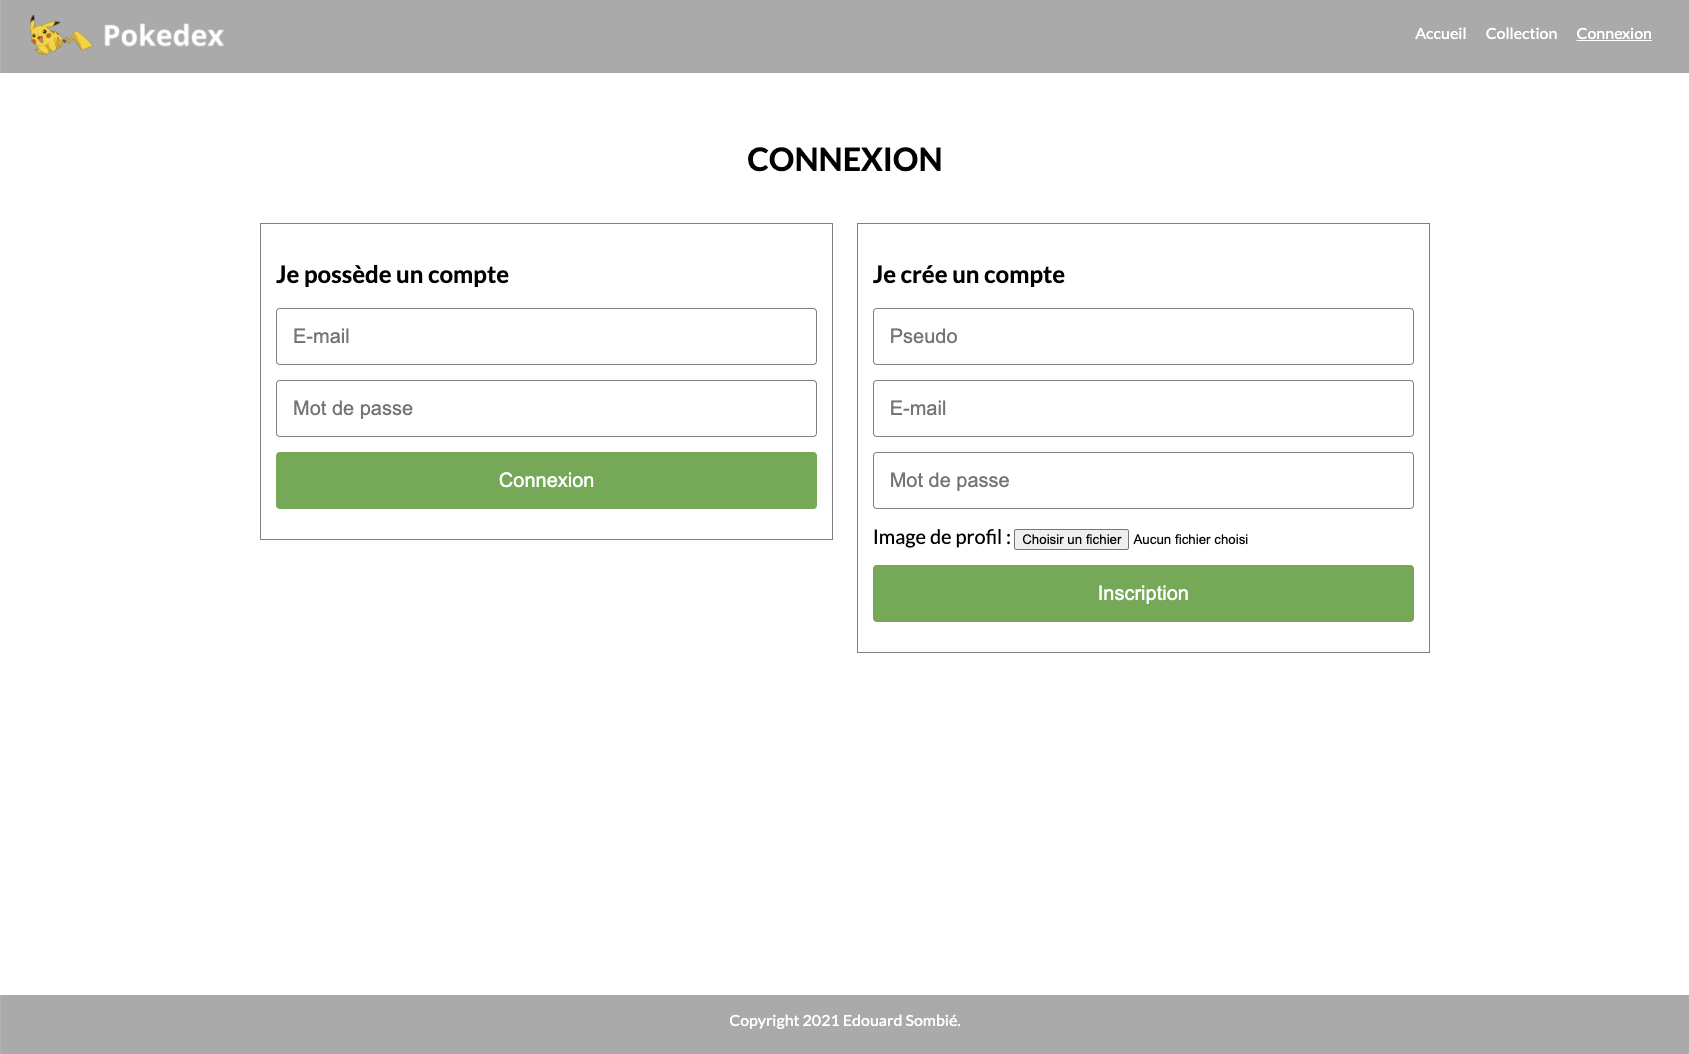 Pokedex
Accueil Collection Connexion
CONNEXION
Je possède un compte
E-mail
Mot de passe
Connexion
Je crée un compte
Pseudo
E-mail
Mot de passe
Image de profil : Choisir un fichier Aucun fichier choisi
Inscription
Copyright 2021 Edouard Sombié.